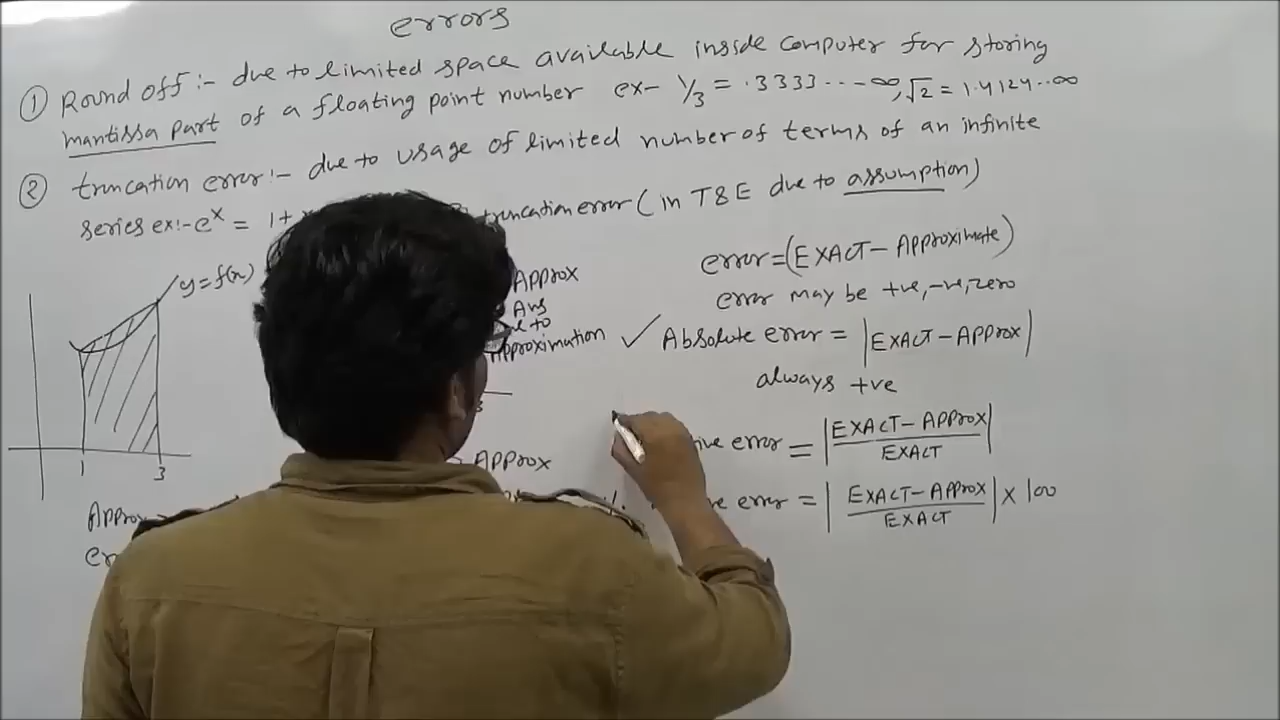 errors
① Round off :- due to limited space available inside computer for storing
mantissa part of a floating point number ex- 1/3 = .3333---∞, √2 = 1.4124..∞
② truncation error :- due to usage of limited number of terms of an infinite
series ex:- e^x = 1+ truncation error (in T&E due to assumption)
y=f(x)
1
3
Approx
Approx
Ans
to
Approximation
Approx
error=(EXACT-Approximate)
error may be +ve,-ve,zero
✓ Absolute error = |EXACT-Approx|
always +ve
ive error = |EXACT-Approx / EXACT|
ve error = |EXACT-Approx / EXACT| × 100